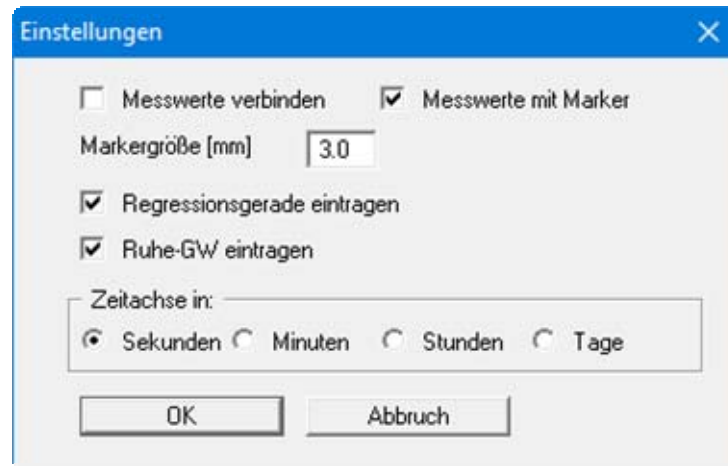 Einstellungen
Messwerte verbinden Messwerte mit Marker
Markergröße [mm] 3.0
Regressionsgerade eintragen
Ruhe-GW eintragen
Zeitachse in:
Sekunden Minuten Stunden Tage
OK Abbruch